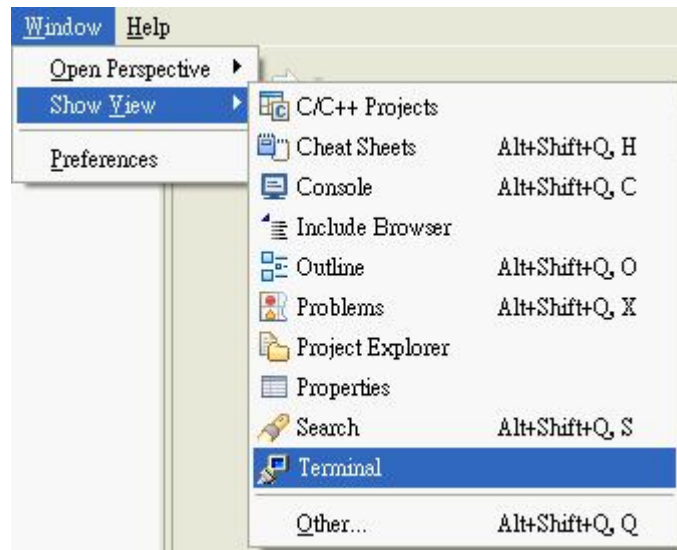 Window Help
Open Perspective
Show View
Preferences
C/C++ Projects
Cheat Sheets Alt+Shift+Q, H
Console Alt+Shift+Q, C
Include Browser
Outline Alt+Shift+Q, O
Problems Alt+Shift+Q, X
Project Explorer
Properties
Search Alt+Shift+Q, S
Terminal
Other... Alt+Shift+Q, Q